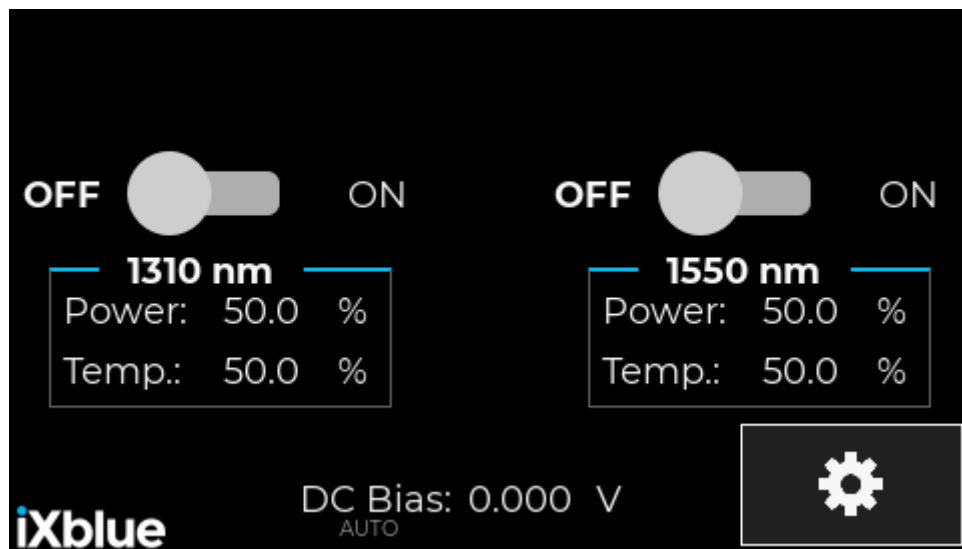 OFF ON OFF ON
1310 nm 1550 nm
Power: 50.0 % Power: 50.0 %
Temp.: 50.0 % Temp.: 50.0 %
DC Bias: 0.000 V
AUTO
iXblue